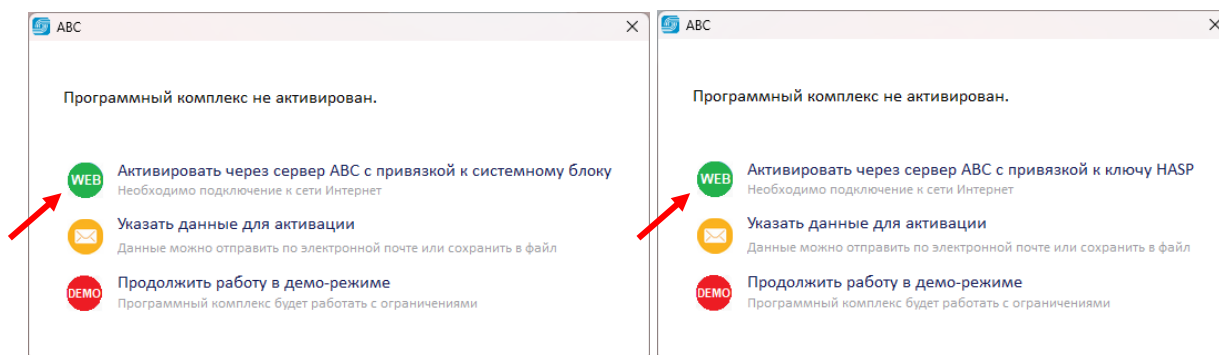 ABC
Программный комплекс не активирован.
WEB
Активировать через сервер АВС с привязкой к системному блоку
Необходимо подключение к сети Интернет
Указать данные для активации
Данные можно отправить по электронной почте или сохранить в файл
DEMO
Продолжить работу в демо-режиме
Программный комплекс будет работать с ограничениями
ABC
Программный комплекс не активирован.
WEB
Активировать через сервер АВС с привязкой к ключу HASP
Необходимо подключение к сети Интернет
Указать данные для активации
Данные можно отправить по электронной почте или сохранить в файл
DEMO
Продолжить работу в демо-режиме
Программный комплекс будет работать с ограничениями